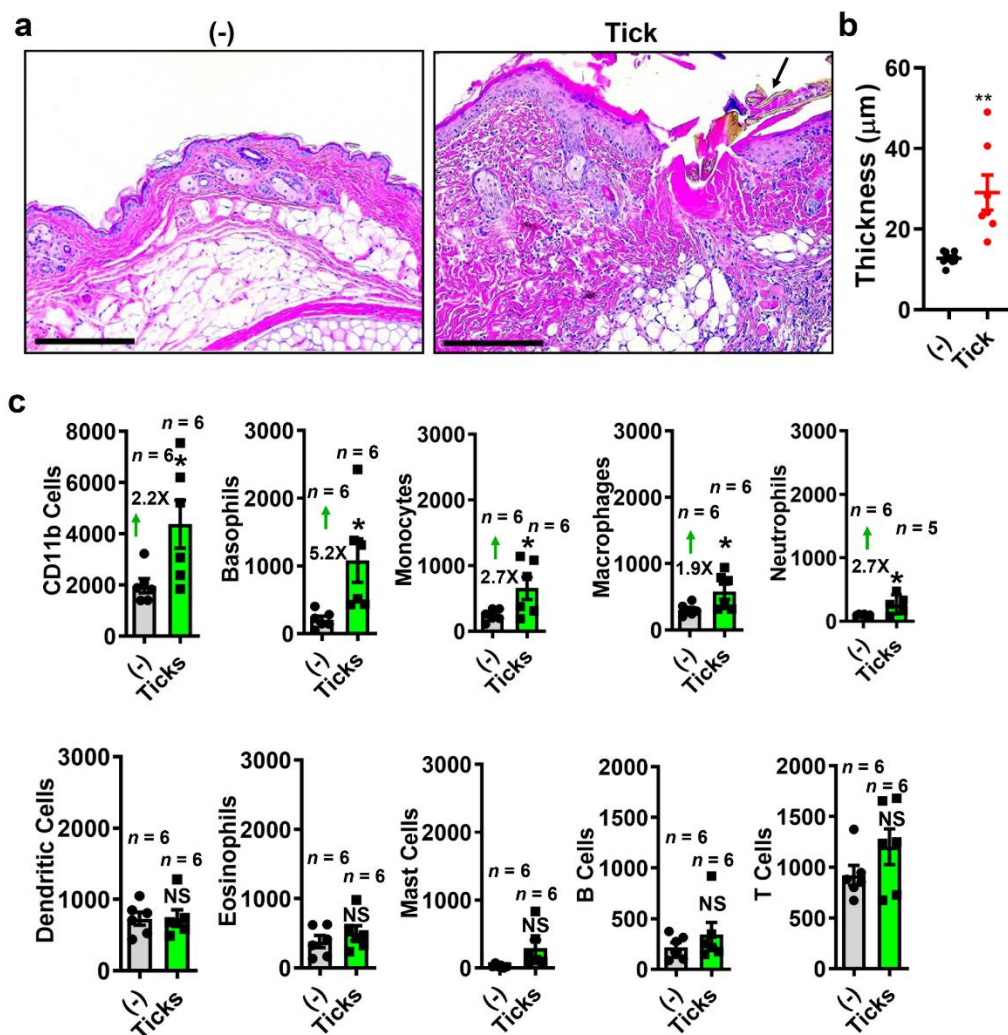 a
(-)
Tick
b
60
40
20
0
Thickness (μm)
**
(-)
Tick
c
8000
6000
4000
2000
0
CD11b Cells
n = 6
n = 6
*
2.2X
(-)
Ticks
3000
2000
1000
0
Basophils
n = 6
n = 6
*
5.2X
(-)
Ticks
3000
2000
1000
0
Monocytes
n = 6
n = 6
*
2.7X
(-)
Ticks
3000
2000
1000
0
Macrophages
n = 6
n = 6
*
1.9X
(-)
Ticks
3000
2000
1000
0
Neutrophils
n = 6
n = 5
2.7X
*
(-)
Ticks
3000
2000
1000
0
Dendritic Cells
n = 6
n = 6
NS
(-)
Ticks
3000
2000
1000
0
Eosinophils
n = 6
n = 6
NS
(-)
Ticks
3000
2000
1000
0
Mast Cells
n = 6
n = 6
NS
(-)
Ticks
2000
1500
1000
500
0
B Cells
n = 6
n = 6
NS
(-)
Ticks
2000
1500
1000
500
0
T Cells
n = 6
n = 6
NS
(-)
Ticks